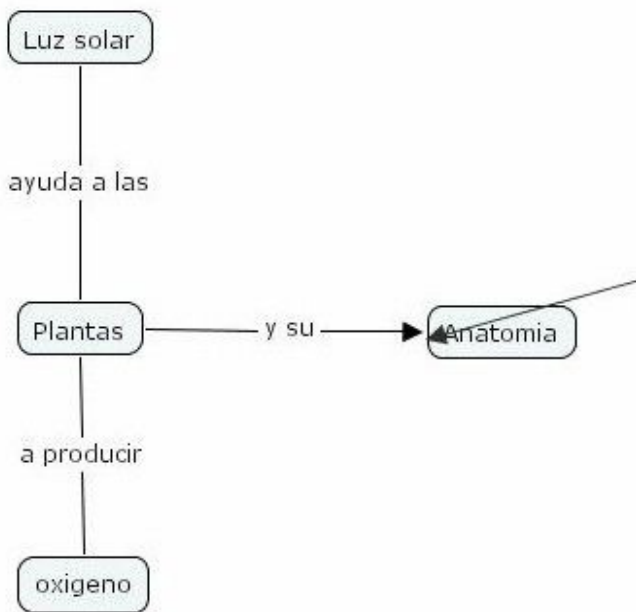 Luz solar
ayuda a las
Plantas
y su
Anatomia
a producir
oxigeno